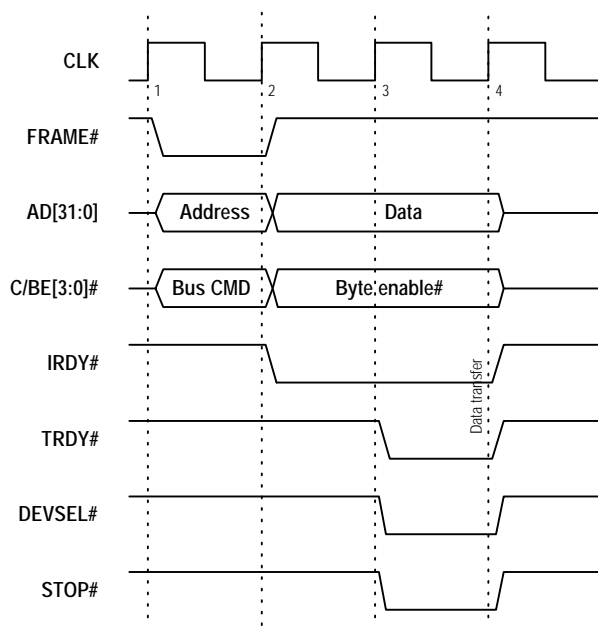 CLK
1 2 3 4
FRAME#
AD[31:0] Address Data
C/BE[3:0]# Bus CMD Byte enable#
IRDY#
Data transfer
TRDY#
DEVSEL#
STOP#